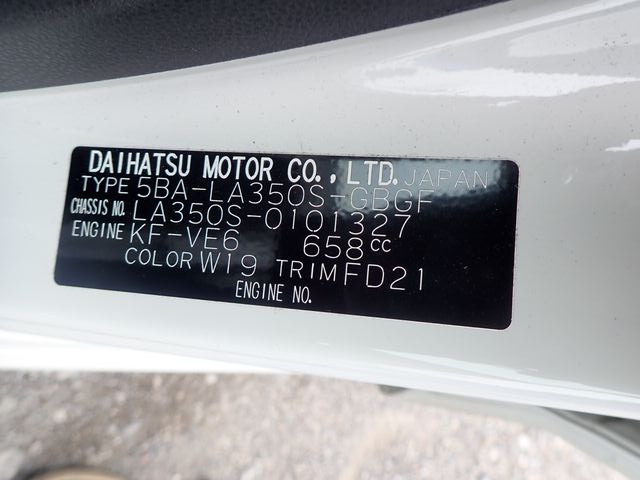 DAIHATSU MOTOR CO., LTD. JAPAN
TYPE 5BA-LA350S-GBGF
CHASSIS NO. LA350S-0101327
ENGINE KF-VE6 658cc
COLOR W19 TRIM FD21
ENGINE NO.